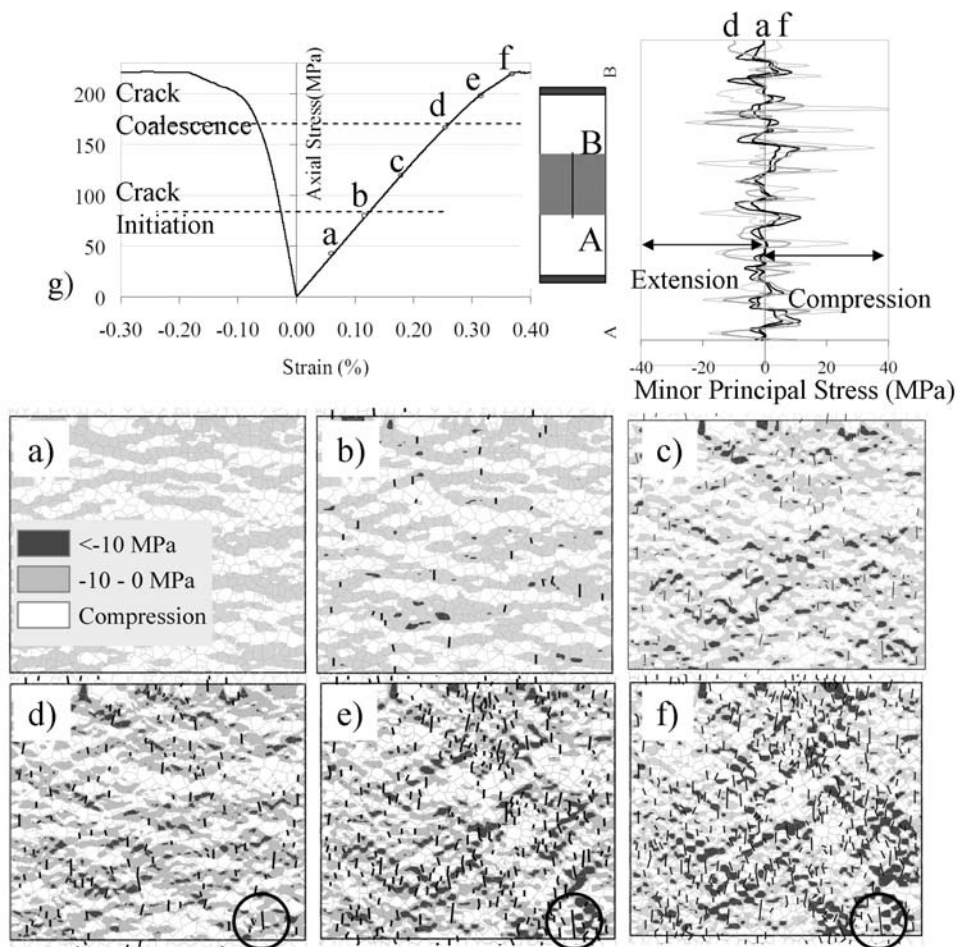 d a f
f
e
d
c
b
a
200
150
100
50
0
Crack
Coalescence
Crack
Initiation
Axial Stress(MPa)
g)
-0.30 -0.20 -0.10 0.00 0.10 0.20 0.30 0.40
Strain (%)
B
A
B
A
Extension
Compression
-40 -20 0 20 40
Minor Principal Stress (MPa)
a)
b)
c)
<-10 MPa
-10 - 0 MPa
Compression
d)
e)
f)